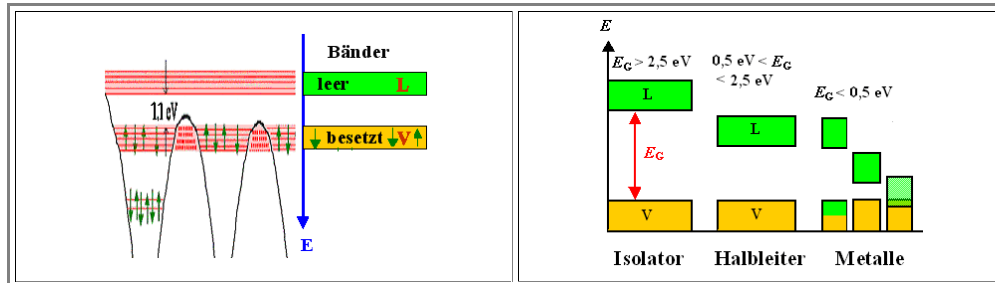 Bänder
leer L
1,1 eV
besetzt V
E
E
E_G > 2,5 eV
0,5 eV < E_G
< 2,5 eV
E_G < 0,5 eV
L
L
E_G
V
V
Isolator
Halbleiter
Metalle